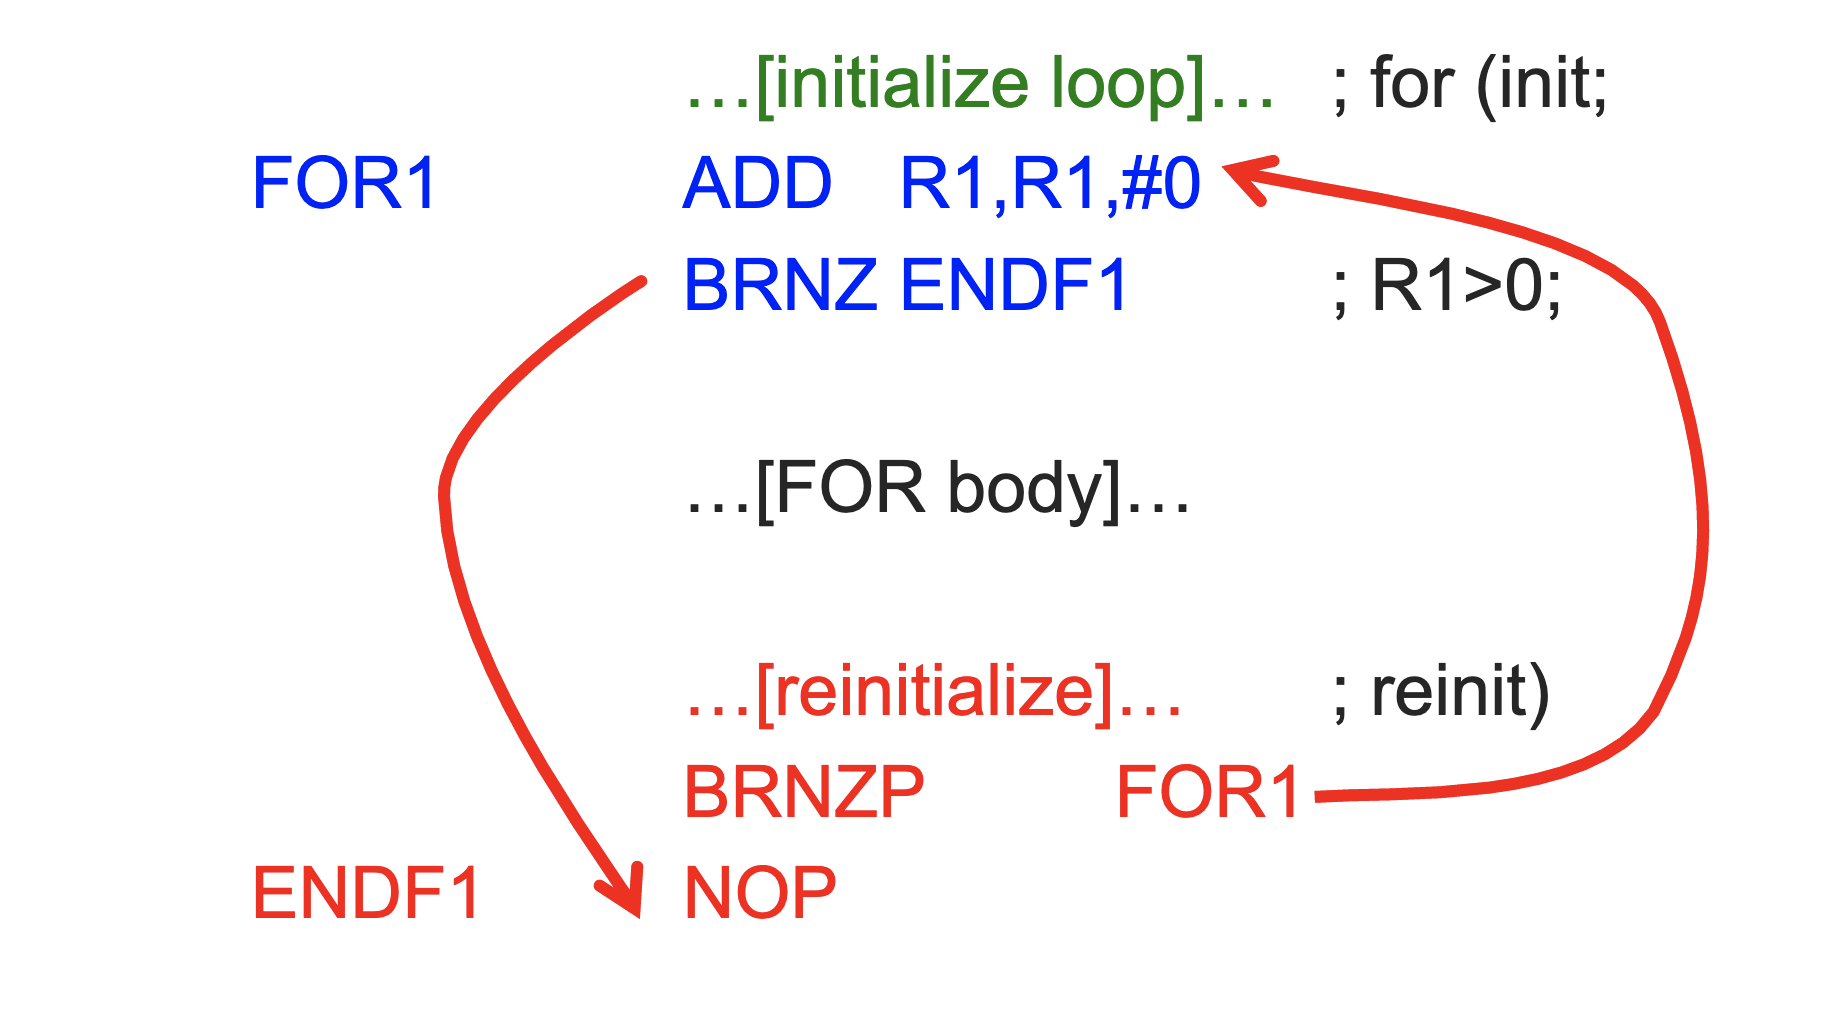 …[initialize loop]… ; for (init;
FOR1 ADD R1,R1,#0
BRNZ ENDF1 ; R1>0;
…[FOR body]…
…[reinitialize]… ; reinit)
BRNZP FOR1
ENDF1 NOP